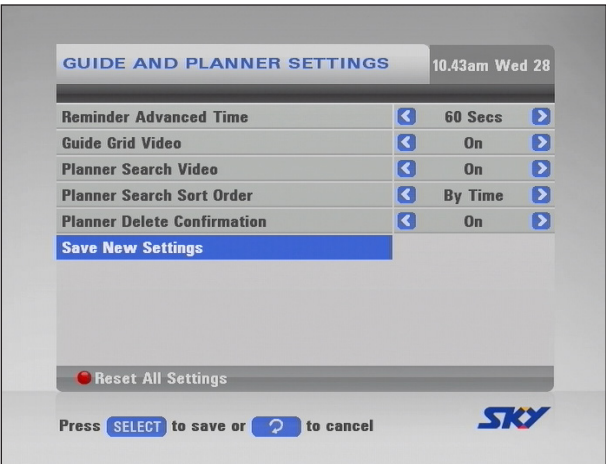 GUIDE AND PLANNER SETTINGS 10.43am Wed 28
Reminder Advanced Time 60 Secs
Guide Grid Video On
Planner Search Video On
Planner Search Sort Order By Time
Planner Delete Confirmation On
Save New Settings
Reset All Settings
Press SELECT to save or to cancel
SKY